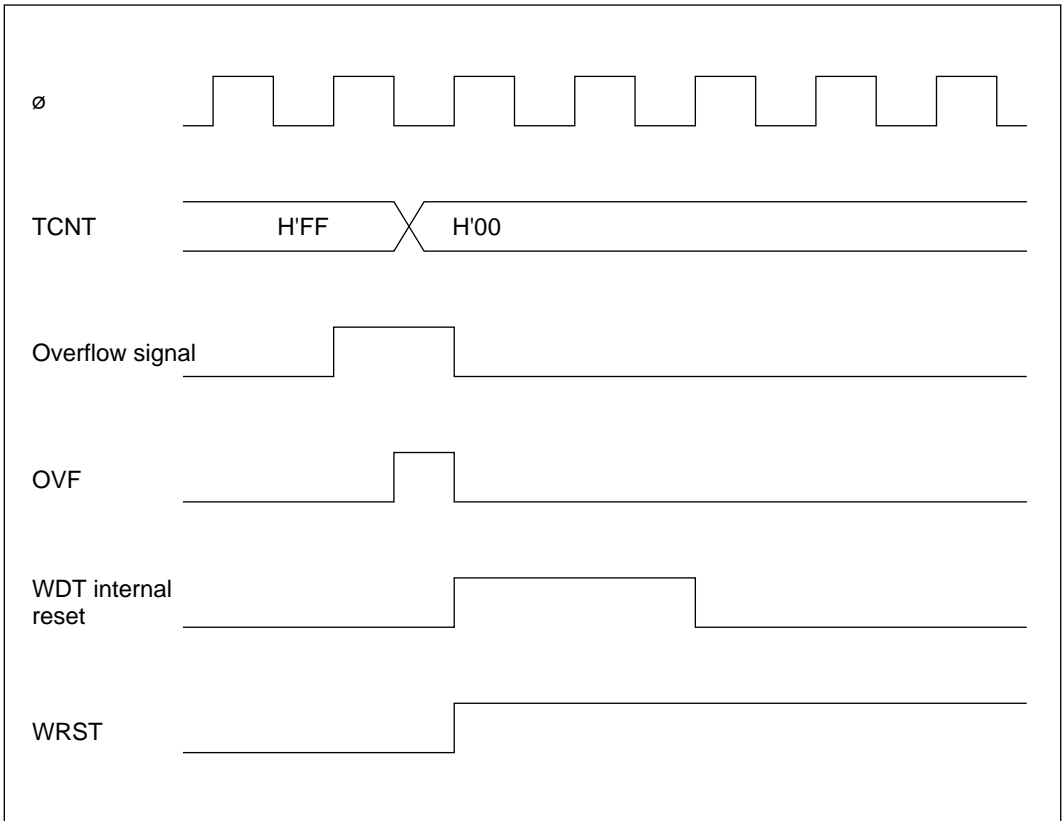 ø
TCNT H'FF H'00
Overflow signal
OVF
WDT internal
reset
WRST